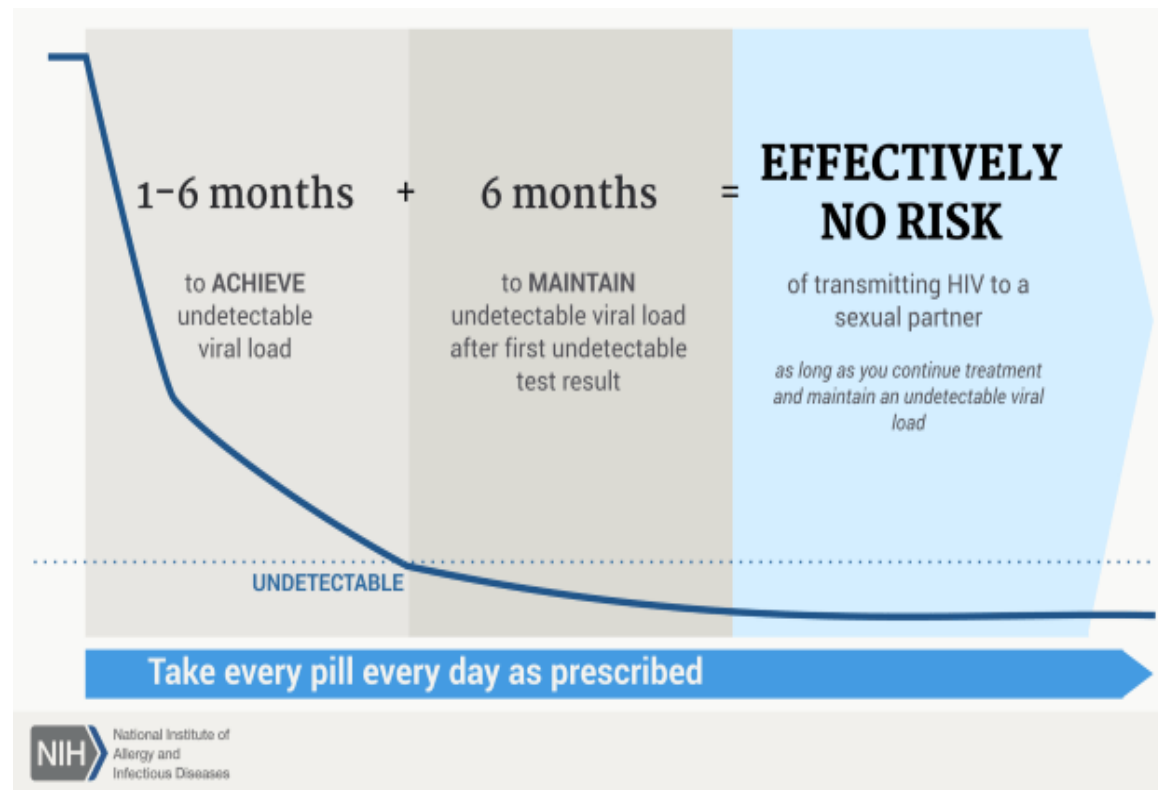 1–6 months
+
6 months
=
EFFECTIVELY
NO RISK
to ACHIEVE
undetectable
viral load
to MAINTAIN
undetectable viral load
after first undetectable
test result
of transmitting HIV to a
sexual partner
as long as you continue treatment
and maintain an undetectable viral
load
UNDETECTABLE
Take every pill every day as prescribed
NIH
National Institute of
Allergy and
Infectious Diseases